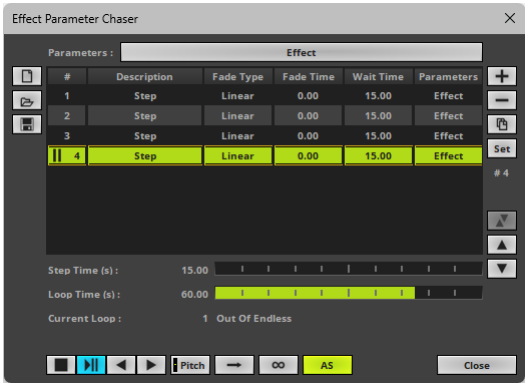 Effect Parameter Chaser
Parameters : Effect
# Description Fade Type Fade Time Wait Time Parameters
1 Step Linear 0.00 15.00 Effect
2 Step Linear 0.00 15.00 Effect
3 Step Linear 0.00 15.00 Effect
4 Step Linear 0.00 15.00 Effect
Set
# 4
Step Time (s) : 15.00
Loop Time (s) : 60.00
Current Loop : 1 Out Of Endless
Pitch AS Close